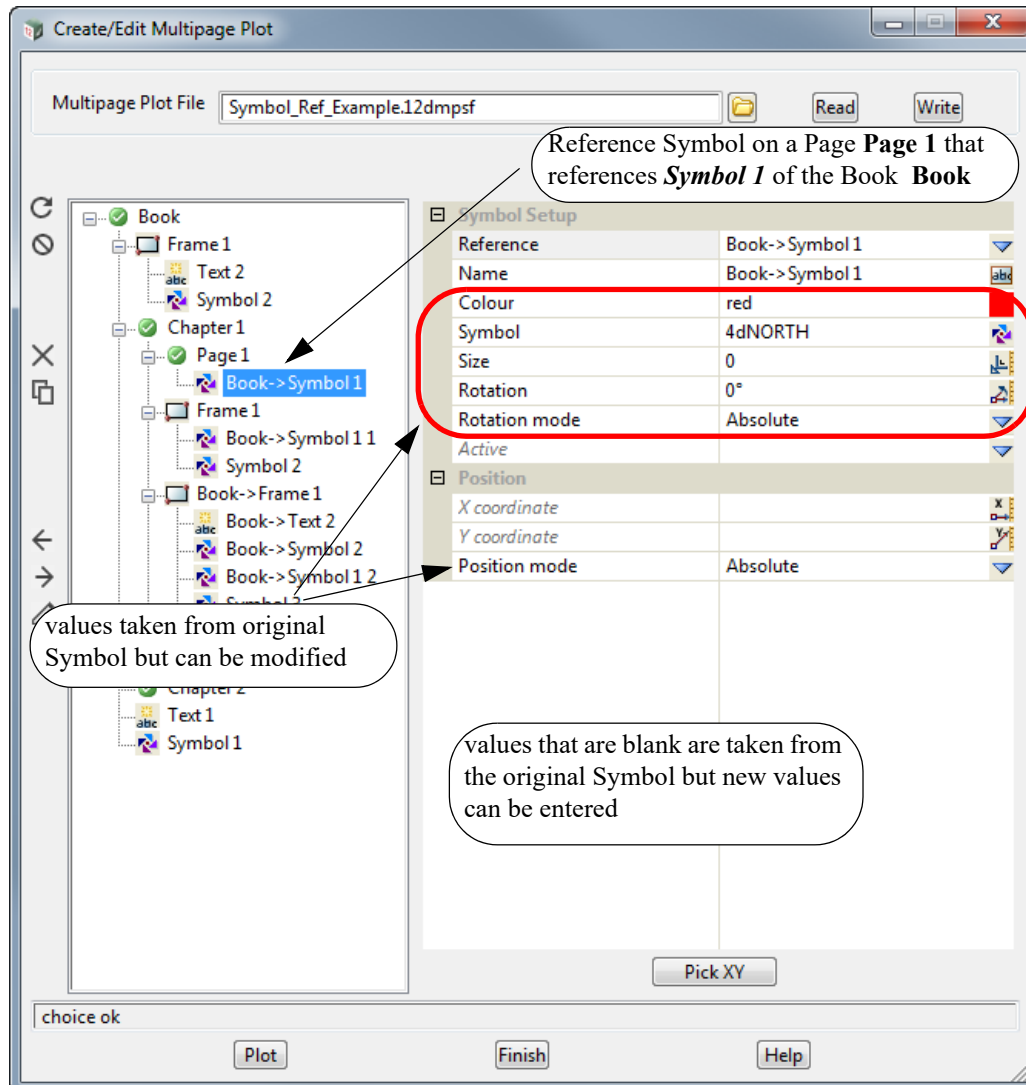 Create/Edit Multipage Plot
Multipage Plot File
Symbol_Ref_Example.12dmpsf
Read
Write
Reference Symbol on a Page Page 1 that
references Symbol 1 of the Book Book
Book
Frame 1
Text 2
Symbol 2
Chapter 1
Page 1
Book->Symbol 1
Frame 1
Book->Symbol 1 1
Symbol 2
Book->Frame 1
Book->Text 2
Book->Symbol 2
Book->Symbol 1 2
Symbol 3
values taken from original
Symbol but can be modified
Chapter 2
Text 1
Symbol 1
Symbol Setup
Reference Book->Symbol 1
Name Book->Symbol 1
Colour red
Symbol 4dNORTH
Size 0
Rotation 0°
Rotation mode Absolute
Active
Position
X coordinate
Y coordinate
Position mode Absolute
values that are blank are taken from
the original Symbol but new values
can be entered
Pick XY
choice ok
Plot
Finish
Help